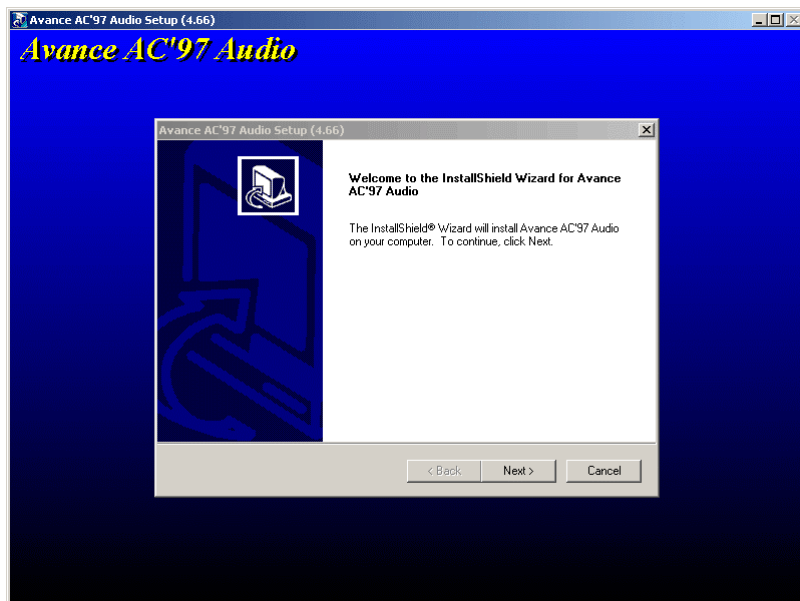 Avance AC'97 Audio Setup (4.66)
Avance AC'97 Audio
Avance AC'97 Audio Setup (4.66)
Welcome to the InstallShield Wizard for Avance
AC'97 Audio
The InstallShield® Wizard will install Avance AC'97 Audio
on your computer.  To continue, click Next.
< Back
Next >
Cancel